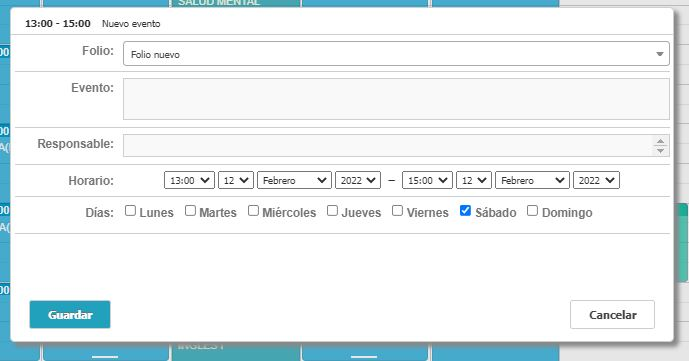 SALUD MENTAL
13:00 - 15:00 Nuevo evento
Folio: Folio nuevo
Evento:
Responsable:
Horario: 13:00 12 Febrero 2022 – 15:00 12 Febrero 2022
Días: Lunes Martes Miércoles Jueves Viernes Sábado Domingo
Guardar Cancelar
INGLES I